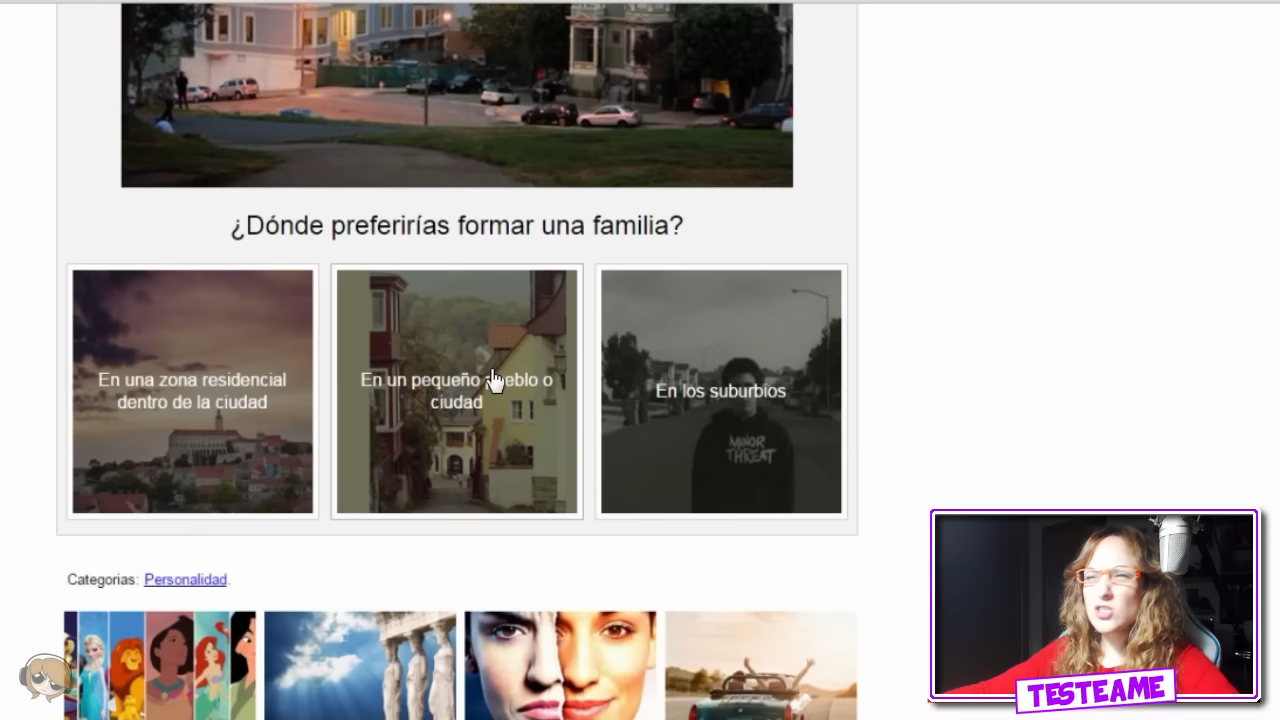 ¿Dónde preferirías formar una familia?
En una zona residencial
dentro de la ciudad
En un pequeño pueblo o
ciudad
En los suburbios
MINOR
THREAT
Categorias: Personalidad.
TESTEAME